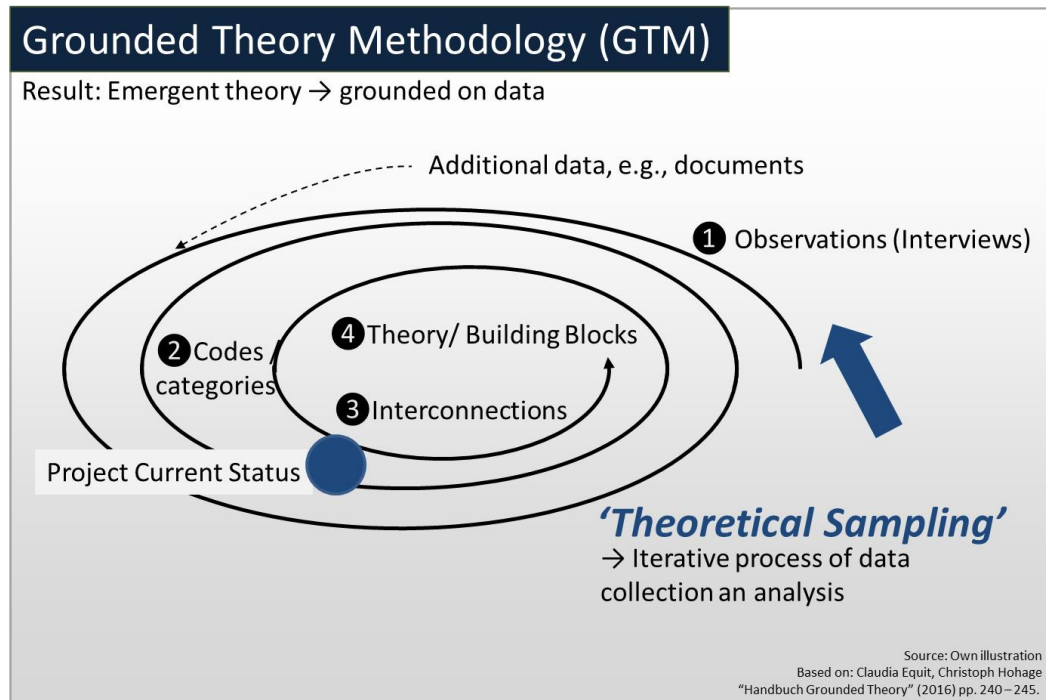 Grounded Theory Methodology (GTM)
Result: Emergent theory → grounded on data
Additional data, e.g., documents
1 Observations (Interviews)
2 Codes /
categories
4 Theory/ Building Blocks
3 Interconnections
Project Current Status
‘Theoretical Sampling’
→ Iterative process of data
collection an analysis
Source: Own illustration
Based on: Claudia Equit, Christoph Hohage
“Handbuch Grounded Theory” (2016) pp. 240 – 245.